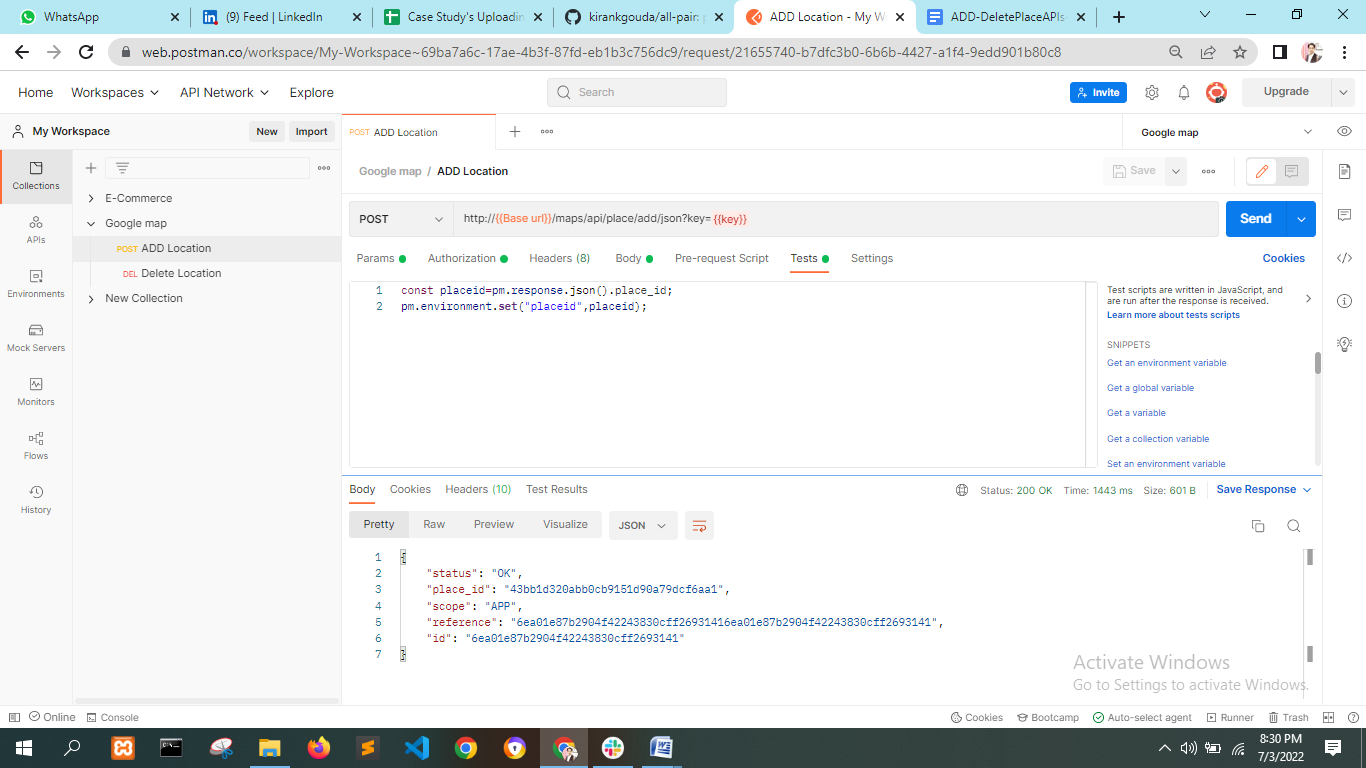 WhatsApp
(9) Feed | LinkedIn
Case Study's Uploadin
kirankgouda/all-pair: p
ADD Location - My W
ADD-DeletePlaceAPIs
web.postman.co/workspace/My-Workspace~69ba7a6c-17ae-4b3f-87fd-eb1b3c756dc9/request/21655740-b7dfc3b0-6b6b-4427-a1f4-9edd901b80c8
Home Workspaces API Network Explore
Search
Invite
Upgrade
My Workspace
New Import
POST ADD Location
Google map
Collections
APIs
Environments
Mock Servers
Monitors
Flows
History
E-Commerce
Google map
POST ADD Location
DEL Delete Location
New Collection
Google map / ADD Location
Save
POST http://{{Base url}}/maps/api/place/add/json?key={{key}}
Send
Params Authorization Headers (8) Body Pre-request Script Tests Settings Cookies
1 const placeid=pm.response.json().place_id;
2 pm.environment.set("placeid",placeid);
Test scripts are written in JavaScript, and
are run after the response is received.
Learn more about tests scripts
SNIPPETS
Get an environment variable
Get a global variable
Get a variable
Get a collection variable
Set an environment variable
Body Cookies Headers (10) Test Results
Status: 200 OK Time: 1443 ms Size: 601 B Save Response
Pretty Raw Preview Visualize JSON
1 {
2 "status": "OK",
3 "place_id": "43bb1d320abb0cb9151d90a79dcf6aa1",
4 "scope": "APP",
5 "reference": "6ea01e87b2904f42243830cff26931416ea01e87b2904f42243830cff2693141",
6 "id": "6ea01e87b2904f42243830cff2693141"
7 }
Activate Windows
Go to Settings to activate Windows.
Online Console
Cookies Bootcamp Auto-select agent Runner Trash
8:30 PM
7/3/2022